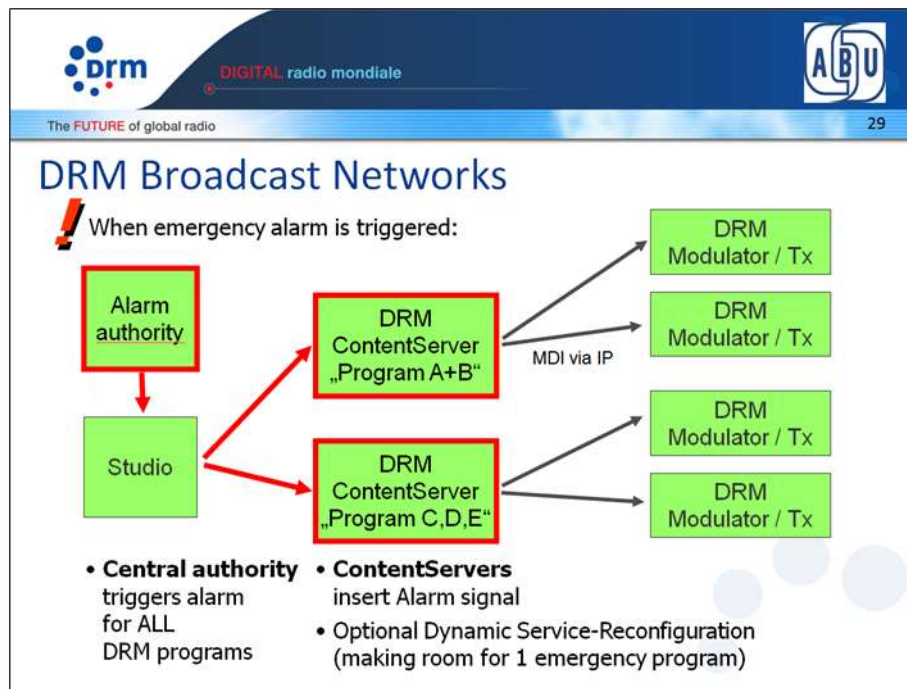 Drm
DIGITAL radio mondiale
ABU
The FUTURE of global radio
29
DRM Broadcast Networks
! When emergency alarm is triggered:
Alarm
authority
Studio
DRM
ContentServer
„Program A+B“
DRM
ContentServer
„Program C,D,E“
MDI via IP
DRM
Modulator / Tx
DRM
Modulator / Tx
DRM
Modulator / Tx
DRM
Modulator / Tx
• Central authority
triggers alarm
for ALL
DRM programs
• ContentServers
insert Alarm signal
• Optional Dynamic Service-Reconfiguration
(making room for 1 emergency program)